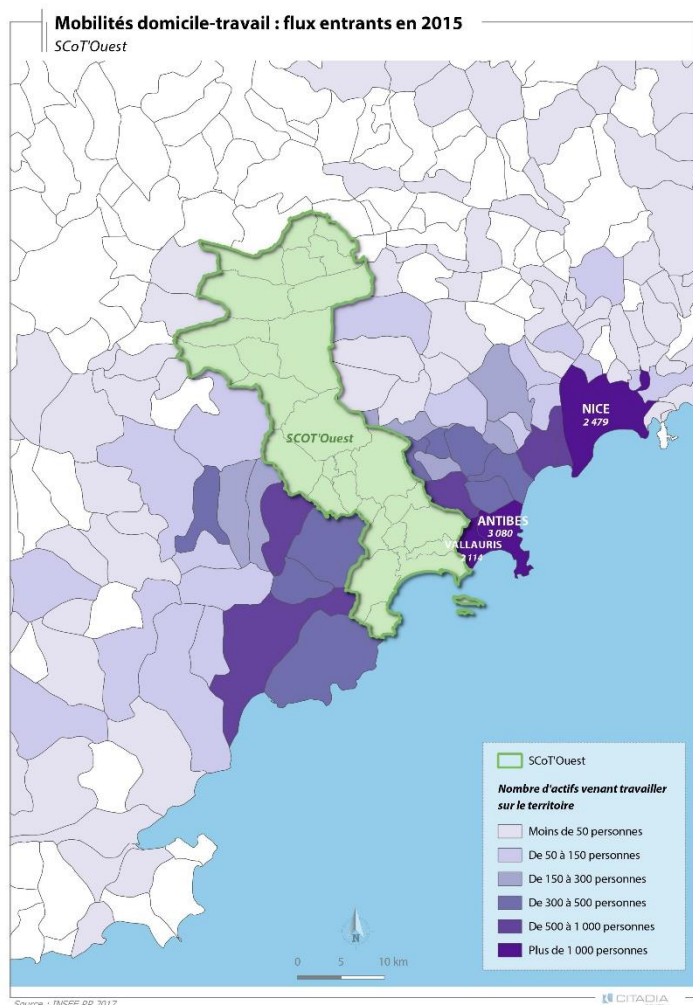 Mobilités domicile-travail : flux entrants en 2015
SCoT'Ouest
NICE
2 479
SCOT'Ouest
ANTIBES
3 080
VALLAURIS
SCoT'Ouest
Nombre d'actifs venant travailler
sur le territoire
Moins de 50 personnes
De 50 à 150 personnes
De 150 à 300 personnes
De 300 à 500 personnes
De 500 à 1 000 personnes
Plus de 1 000 personnes
N
0 5 10 km
Source : INSEE RP 2017
CITADIA